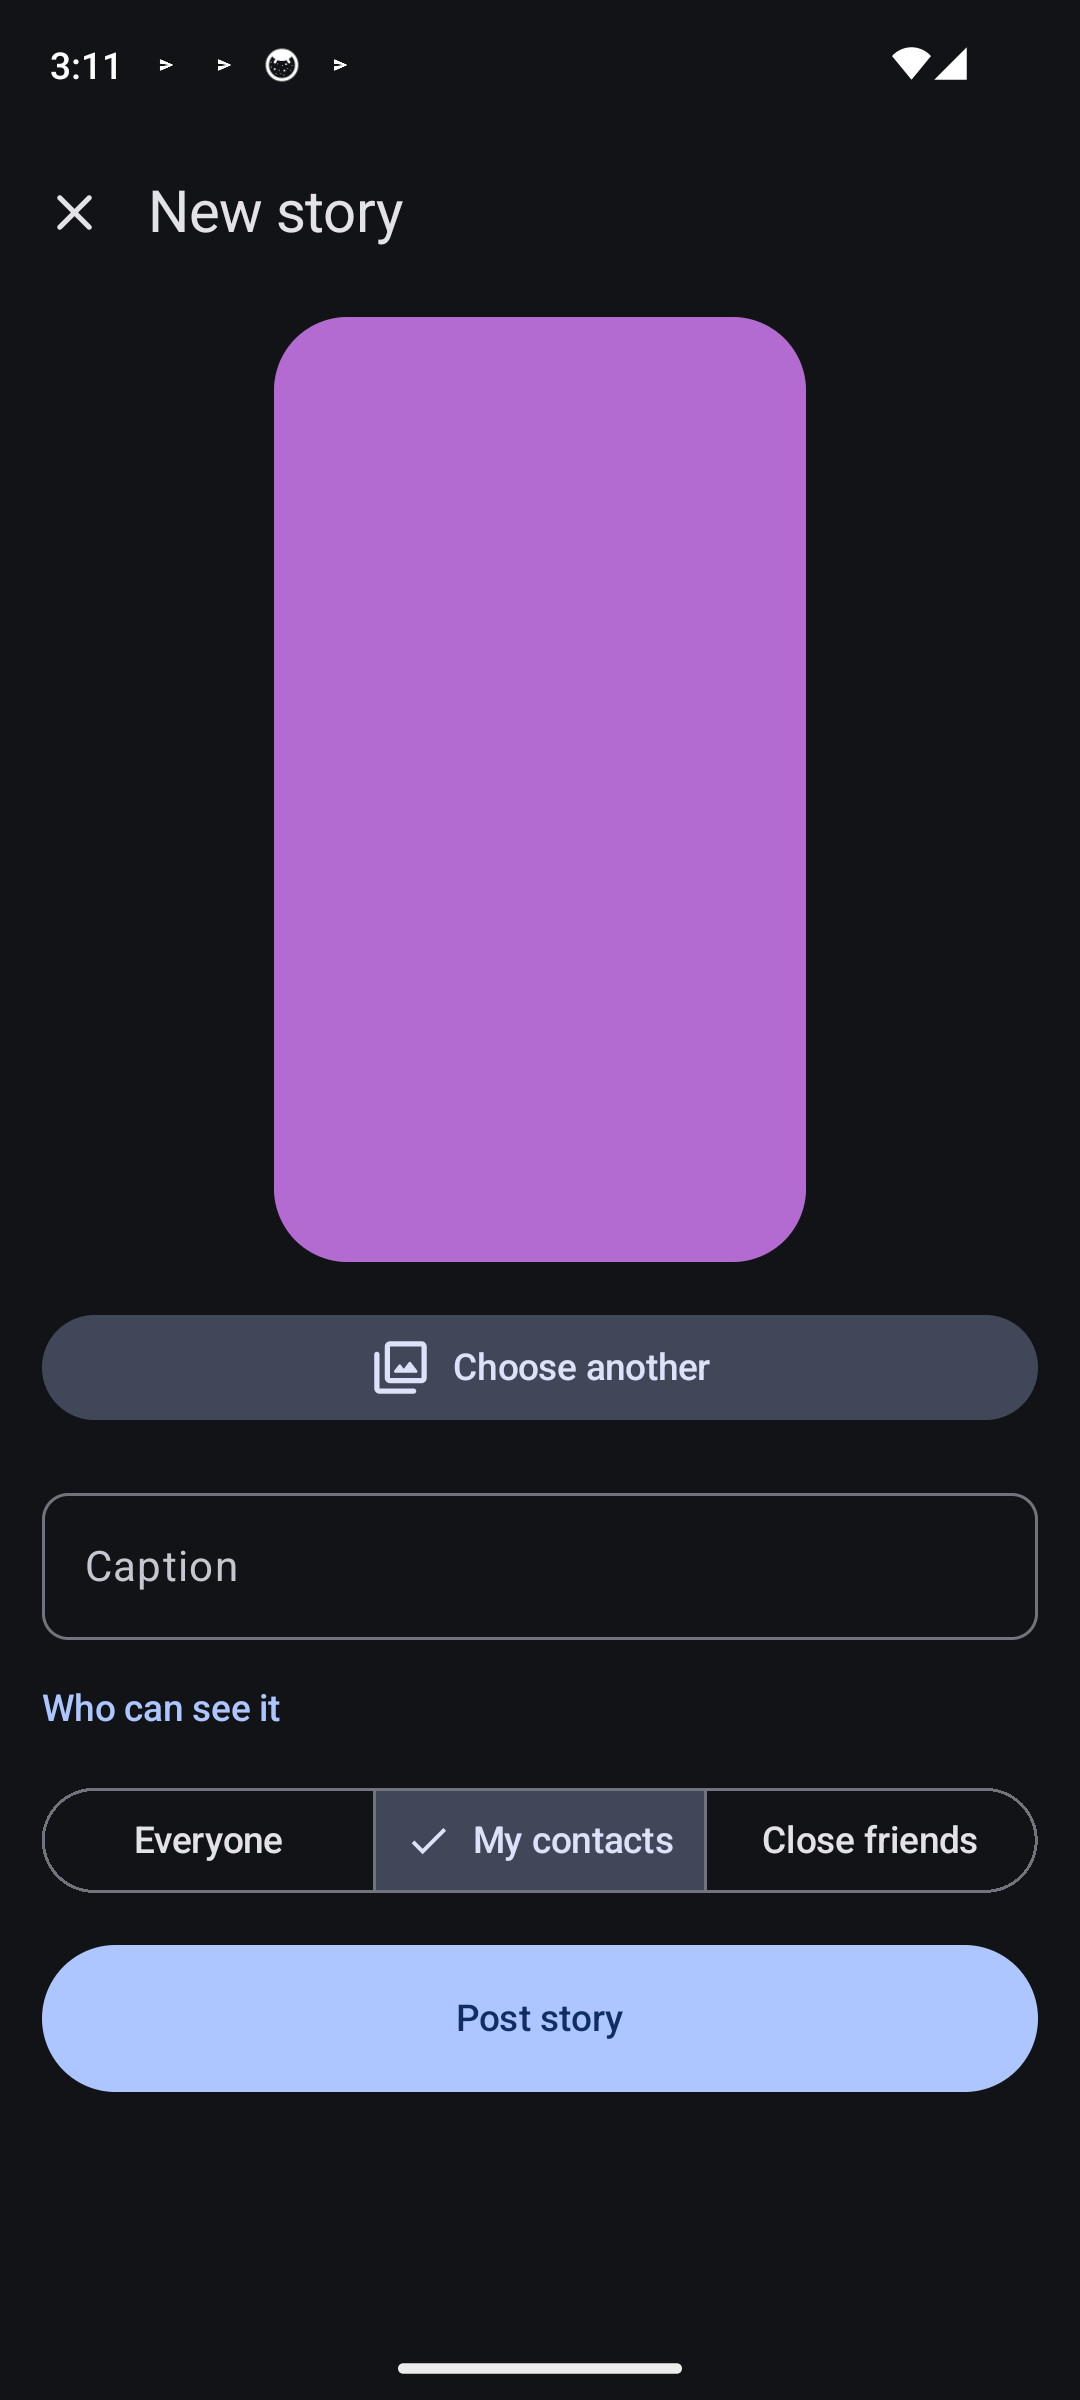 3:11
New story
Choose another
Caption
Who can see it
Everyone
My contacts
Close friends
Post story